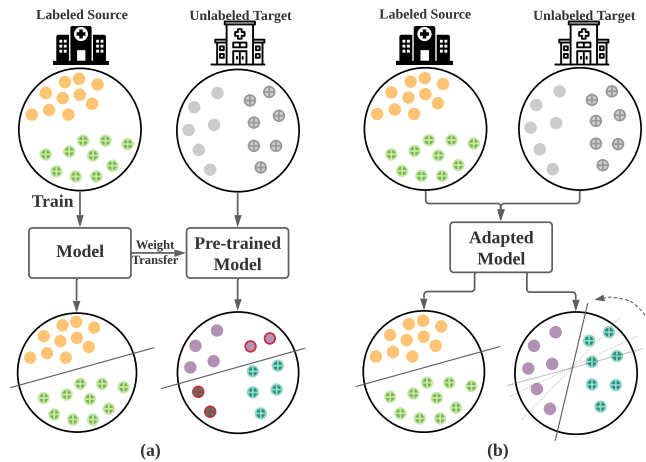 Labeled Source
Unlabeled Target
Labeled Source
Unlabeled Target
Train
Model
Weight
Transfer
Pre-trained
Model
Adapted
Model
(a)
(b)